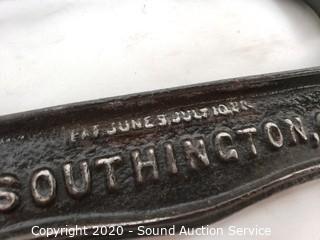 PAT. JUNE 5, JULY 10
SOUTHINGTON,
Copyright 2020 - Sound Auction Service